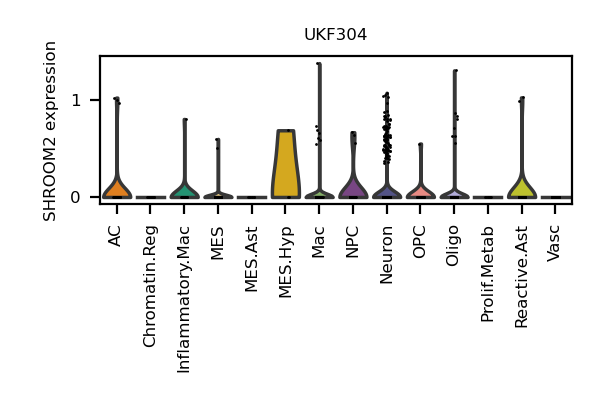 UKF304
SHROOM2 expression
1
0
AC
Chromatin.Reg
Inflammatory.Mac
MES
MES.Ast
MES.Hyp
Mac
NPC
Neuron
OPC
Oligo
Prolif.Metab
Reactive.Ast
Vasc